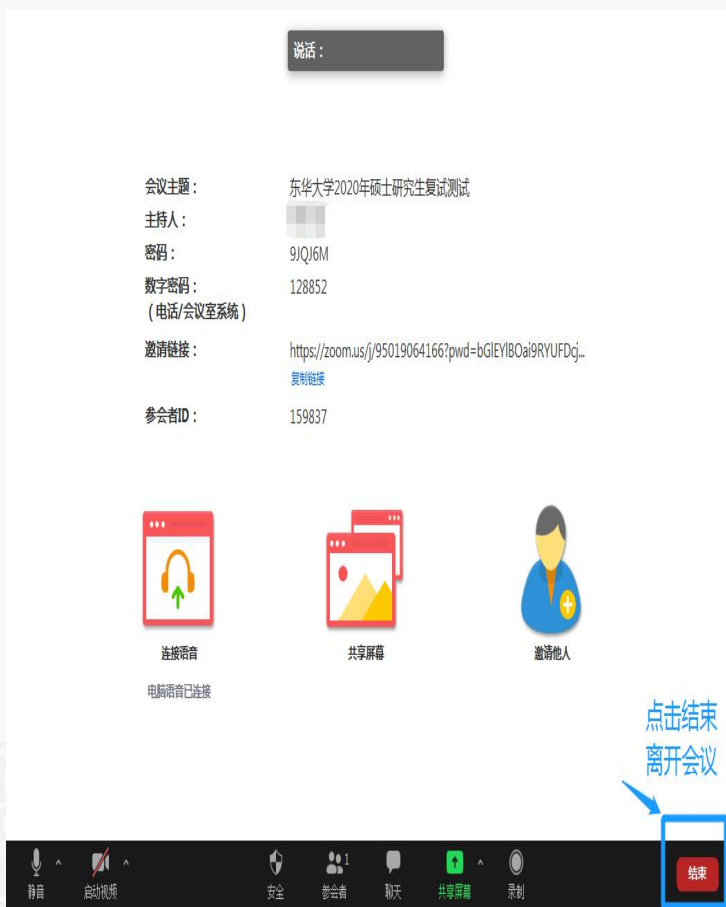 说话：
会议主题： 东华大学2020年硕士研究生复试测试
主持人：
密码： 9JQJ6M
数字密码： 128852
（电话/会议室系统）
邀请链接： https://zoom.us/j/95019064166?pwd=bGlEYlBOai9RYUFDcj...
复制链接
参会者ID： 159837
连接语音 共享屏幕 邀请他人
电脑语音已连接
点击结束
离开会议
1
静音 启动视频 安全 参会者 聊天 共享屏幕 录制 结束